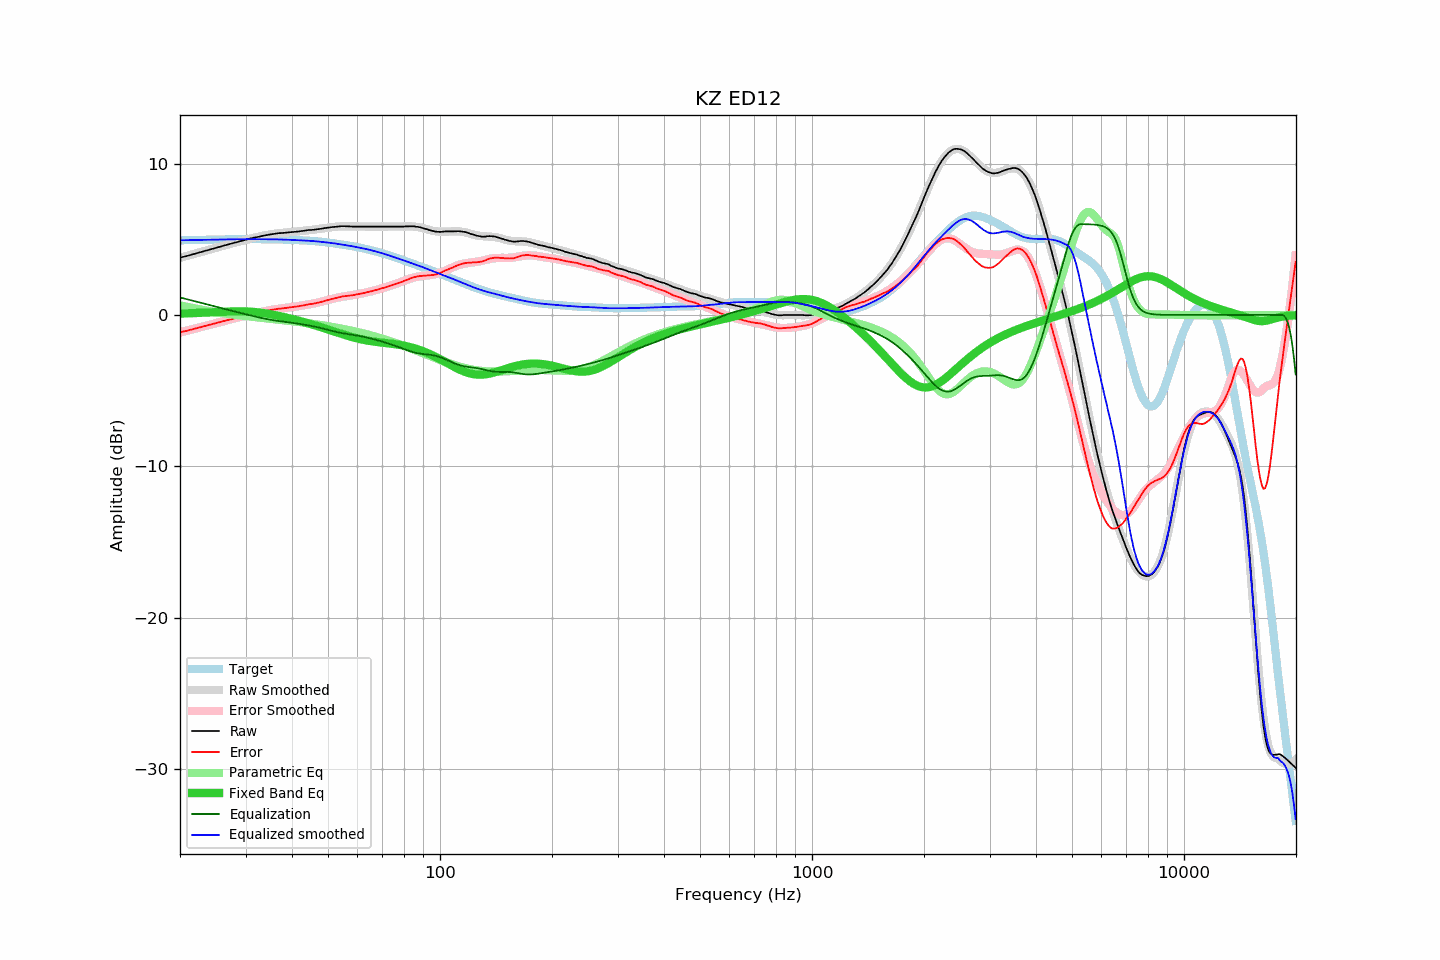 KZ ED12
10
0
−10
−20
−30
Amplitude (dBr)
Target
Raw Smoothed
Error Smoothed
Raw
Error
Parametric Eq
Fixed Band Eq
Equalization
Equalized smoothed
100
1000
10000
Frequency (Hz)